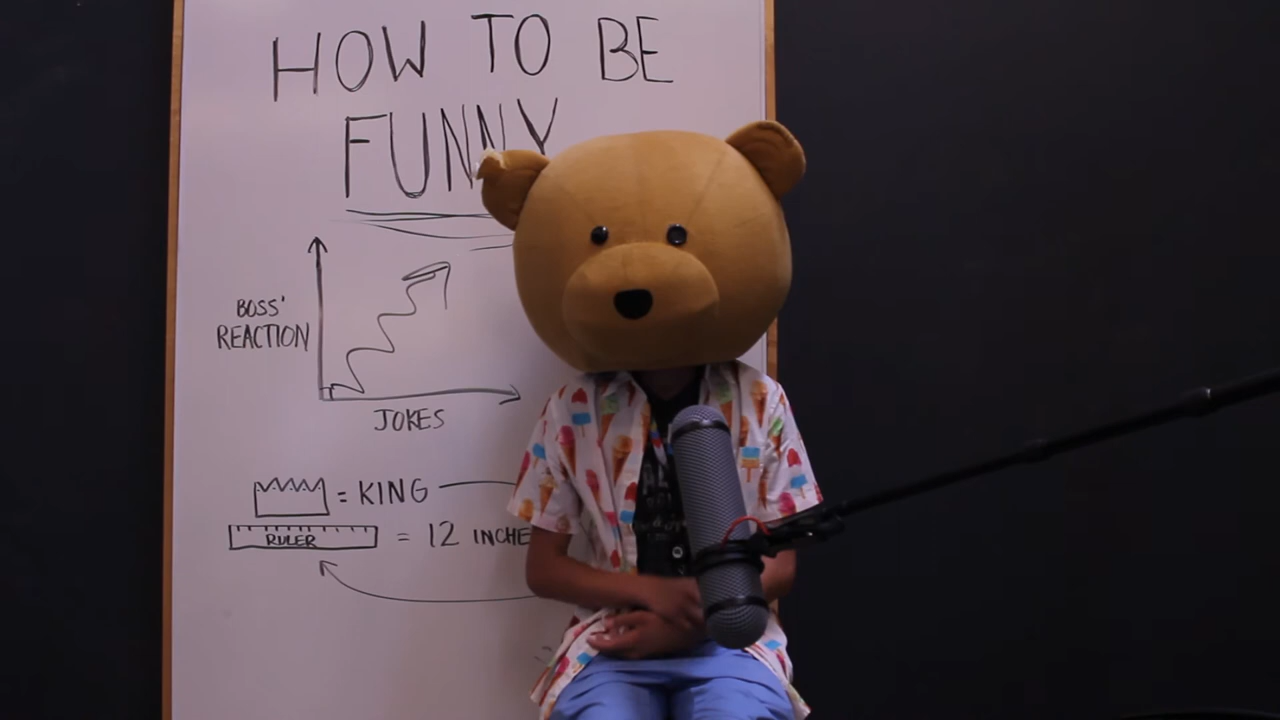 HOW TO BE
FUNNY
BOSS'
REACTION
JOKES
= KING
RULER = 12 INCHE